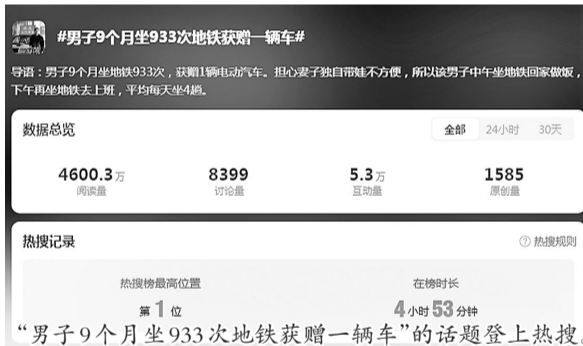 #男子9个月坐933次地铁获赠一辆车#
导语:男子9个月坐地铁933次,获赠1辆电动汽车。担心妻子独自带娃不方便,所以该男子中午坐地铁回家做饭,
下午再坐地铁去上班,平均每天坐4趟。
数据总览
全部 24小时 30天
4600.3万 8399 5.3万 1585
阅读量 讨论量 互动量 原创量
热搜记录 ? 热搜规则
热搜榜最高位置 在榜时长
第1位 4小时53分钟
“男子9个月坐933次地铁获赠一辆车”的话题登上热搜。